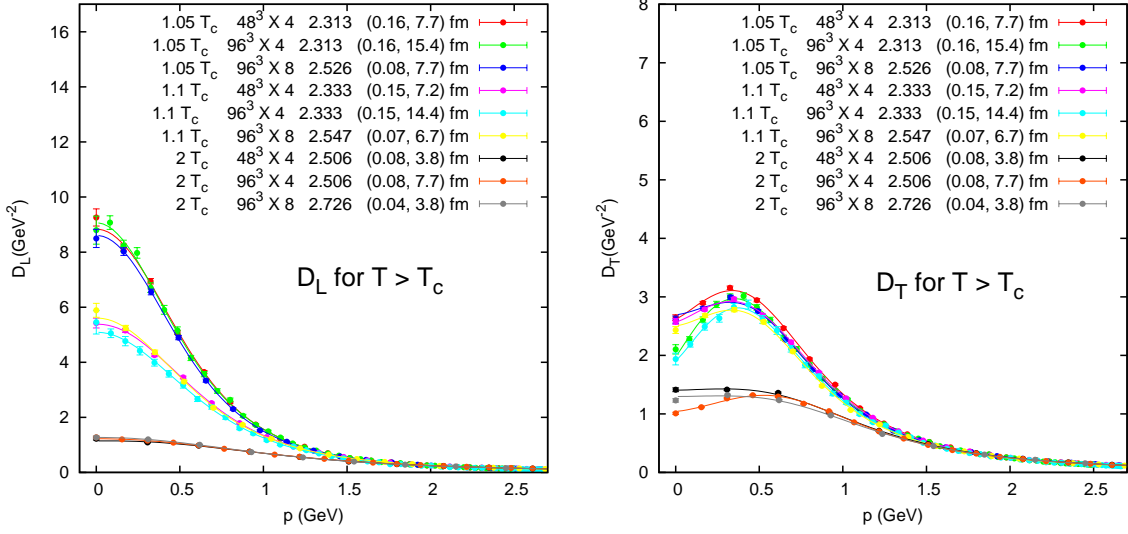 1.05 T_c 48^3 X 4 2.313 (0.16, 7.7) fm
1.05 T_c 96^3 X 4 2.313 (0.16, 15.4) fm
1.05 T_c 96^3 X 8 2.526 (0.08, 7.7) fm
1.1 T_c 48^3 X 4 2.333 (0.15, 7.2) fm
1.1 T_c 96^3 X 4 2.333 (0.15, 14.4) fm
1.1 T_c 96^3 X 8 2.547 (0.07, 6.7) fm
2 T_c 48^3 X 4 2.506 (0.08, 3.8) fm
2 T_c 96^3 X 4 2.506 (0.08, 7.7) fm
2 T_c 96^3 X 8 2.726 (0.04, 3.8) fm
16
14
12
10
8
6
4
2
0
D_L(GeV^-2)
D_L for T > T_c
0 0.5 1 1.5 2 2.5
p (GeV)
1.05 T_c 48^3 X 4 2.313 (0.16, 7.7) fm
1.05 T_c 96^3 X 4 2.313 (0.16, 15.4) fm
1.05 T_c 96^3 X 8 2.526 (0.08, 7.7) fm
1.1 T_c 48^3 X 4 2.333 (0.15, 7.2) fm
1.1 T_c 96^3 X 4 2.333 (0.15, 14.4) fm
1.1 T_c 96^3 X 8 2.547 (0.07, 6.7) fm
2 T_c 48^3 X 4 2.506 (0.08, 3.8) fm
2 T_c 96^3 X 4 2.506 (0.08, 7.7) fm
2 T_c 96^3 X 8 2.726 (0.04, 3.8) fm
8
7
6
5
4
3
2
1
0
D_T(GeV^-2)
D_T for T > T_c
0 0.5 1 1.5 2 2.5
p (GeV)